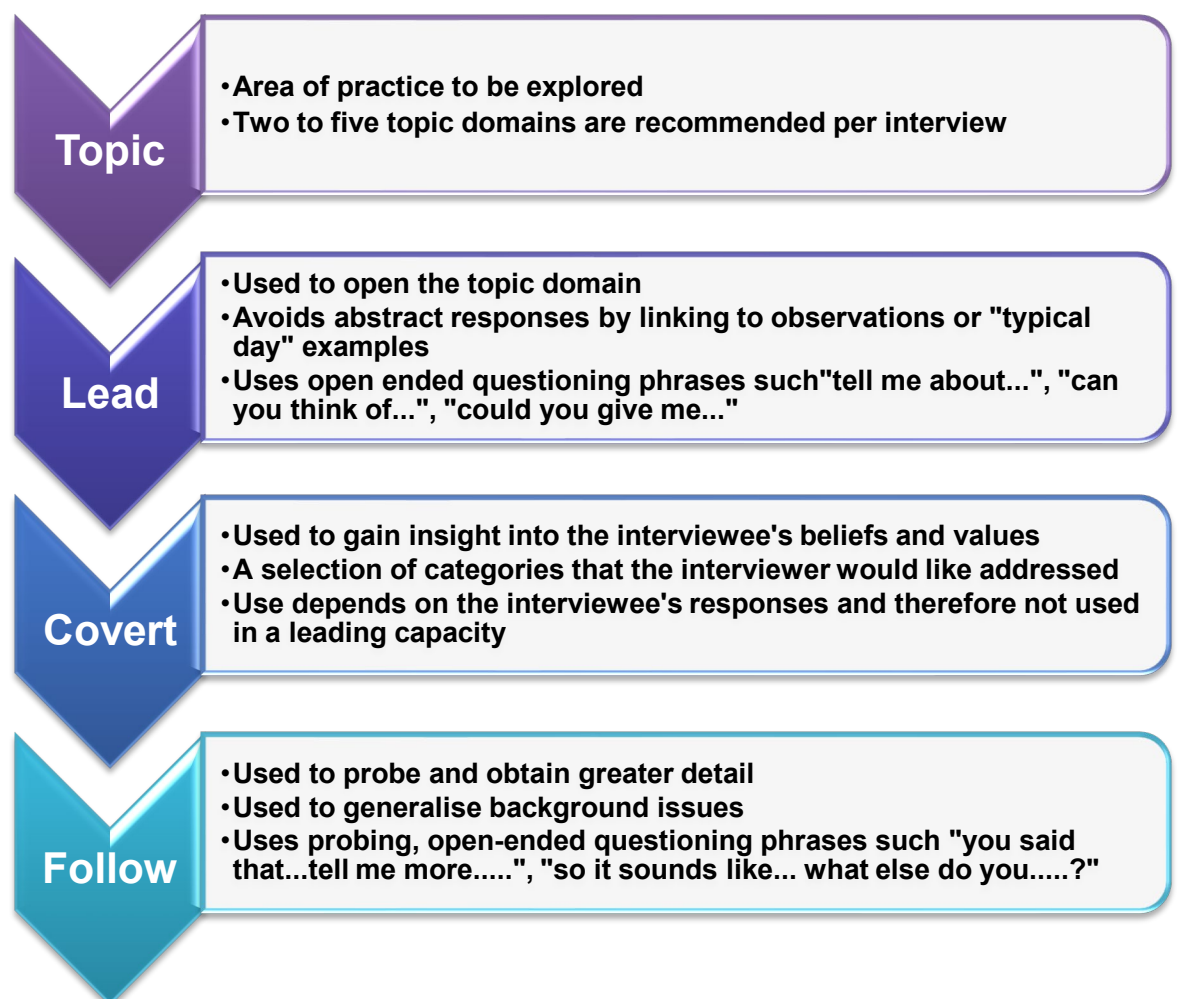 Topic
•Area of practice to be explored
•Two to five topic domains are recommended per interview
Lead
•Used to open the topic domain
•Avoids abstract responses by linking to observations or "typical
day" examples
•Uses open ended questioning phrases such"tell me about...", "can
you think of...", "could you give me..."
Covert
•Used to gain insight into the interviewee's beliefs and values
•A selection of categories that the interviewer would like addressed
•Use depends on the interviewee's responses and therefore not used
in a leading capacity
Follow
•Used to probe and obtain greater detail
•Used to generalise background issues
•Uses probing, open-ended questioning phrases such "you said
that...tell me more.....", "so it sounds like... what else do you.....?"